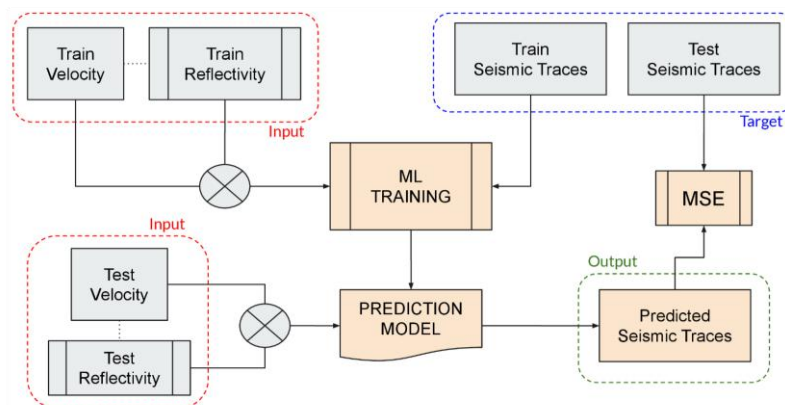 Train
Velocity
Train
Reflectivity
Input
Train
Seismic Traces
Test
Seismic Traces
Target
ML
TRAINING
MSE
Input
Test
Velocity
Test
Reflectivity
PREDICTION
MODEL
Output
Predicted
Seismic Traces